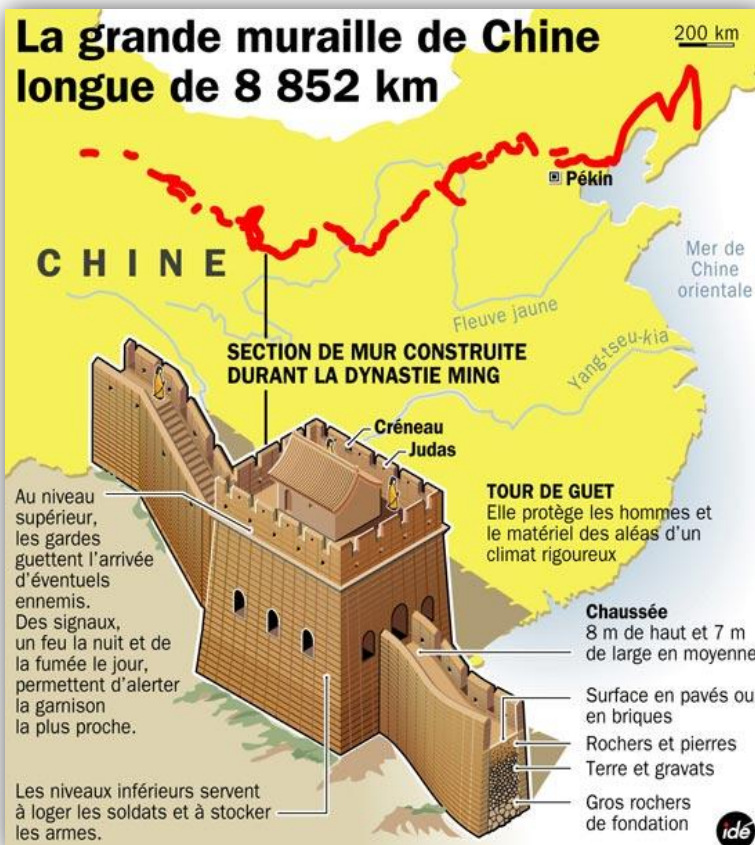 La grande muraille de Chine
longue de 8 852 km
200 km
Pékin
CHINE
Mer de
Chine
orientale
Fleuve jaune
Yang-tseu-kia
SECTION DE MUR CONSTRUITE
DURANT LA DYNASTIE MING
Créneau
Judas
Au niveau
supérieur,
les gardes
guettent l'arrivée
d'éventuels
ennemis.
Des signaux,
un feu la nuit et de
la fumée le jour,
permettent d'alerter
la garnison
la plus proche.
TOUR DE GUET
Elle protège les hommes et
le matériel des aléas d'un
climat rigoureux
Chaussée
8 m de haut et 7 m
de large en moyenne
Surface en pavés ou
en briques
Rochers et pierres
Terre et gravats
Gros rochers
de fondation
Les niveaux inférieurs servent
à loger les soldats et à stocker
les armes.
idé